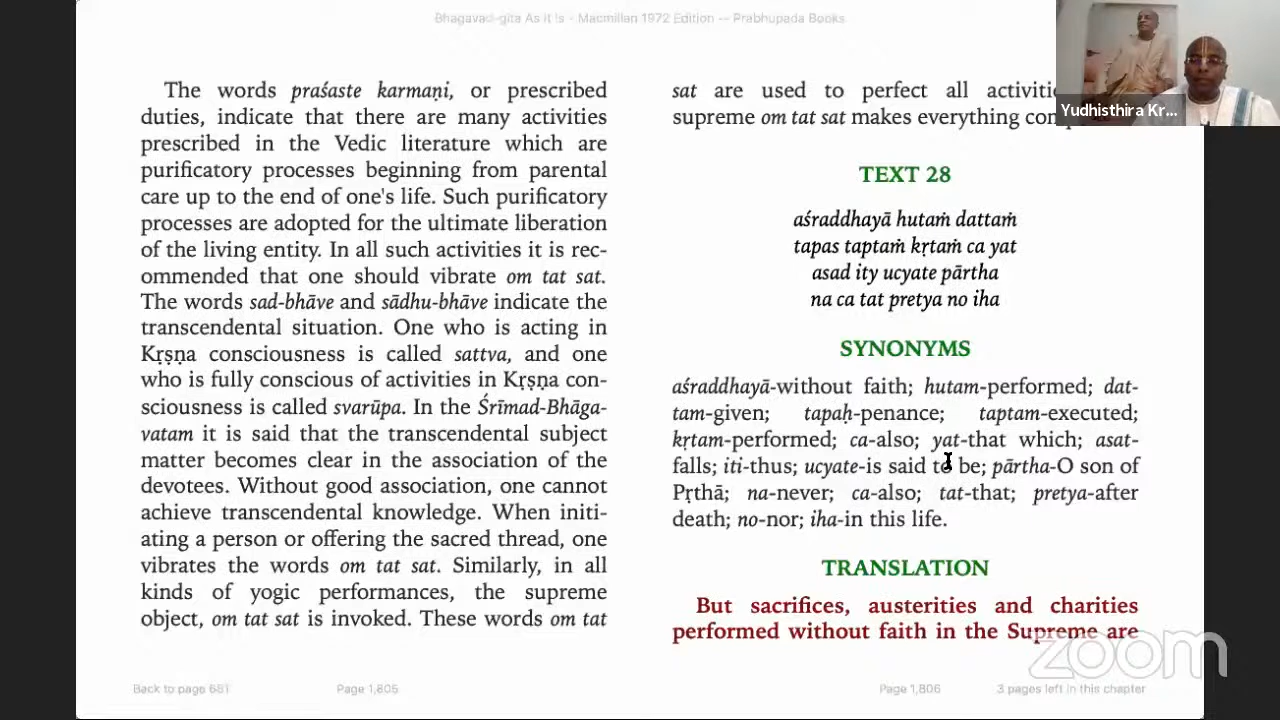 Bhagavad-gita As It Is - Macmillan 1972 Edition -- Prabhupada Books
The words praśaste karmaṇi, or prescribed
duties, indicate that there are many activities
prescribed in the Vedic literature which are
purificatory processes beginning from parental
care up to the end of one's life. Such purificatory
processes are adopted for the ultimate liberation
of the living entity. In all such activities it is rec-
ommended that one should vibrate om tat sat.
The words sad-bhāve and sādhu-bhāve indicate the
transcendental situation. One who is acting in
Kṛṣṇa consciousness is called sattva, and one
who is fully conscious of activities in Kṛṣṇa con-
sciousness is called svarūpa. In the Śrīmad-Bhāga-
vatam it is said that the transcendental subject
matter becomes clear in the association of the
devotees. Without good association, one cannot
achieve transcendental knowledge. When initi-
ating a person or offering the sacred thread, one
vibrates the words om tat sat. Similarly, in all
kinds of yogic performances, the supreme
object, om tat sat is invoked. These words om tat
sat are used to perfect all
supreme om tat sat makes everything
TEXT 28
aśraddhayā hutaṁ dattaṁ
tapas taptaṁ kṛtaṁ ca yat
asad ity ucyate pārtha
na ca tat pretya no iha
SYNONYMS
aśraddhayā-without faith; hutam-performed; dat-
tam-given; tapaḥ-penance; taptam-executed;
kṛtam-performed; ca-also; yat-that which; asat-
falls; iti-thus; ucyate-is said to be; pārtha-O son of
Pṛthā; na-never; ca-also; tat-that; pretya-after
death; no-nor; iha-in this life.
TRANSLATION
But sacrifices, austerities and charities
performed without faith in the Supreme are
Back to page 681
Page 1,805
Page 1,806
3 pages left in this chapter
Yudhisthira Kr...
zoom